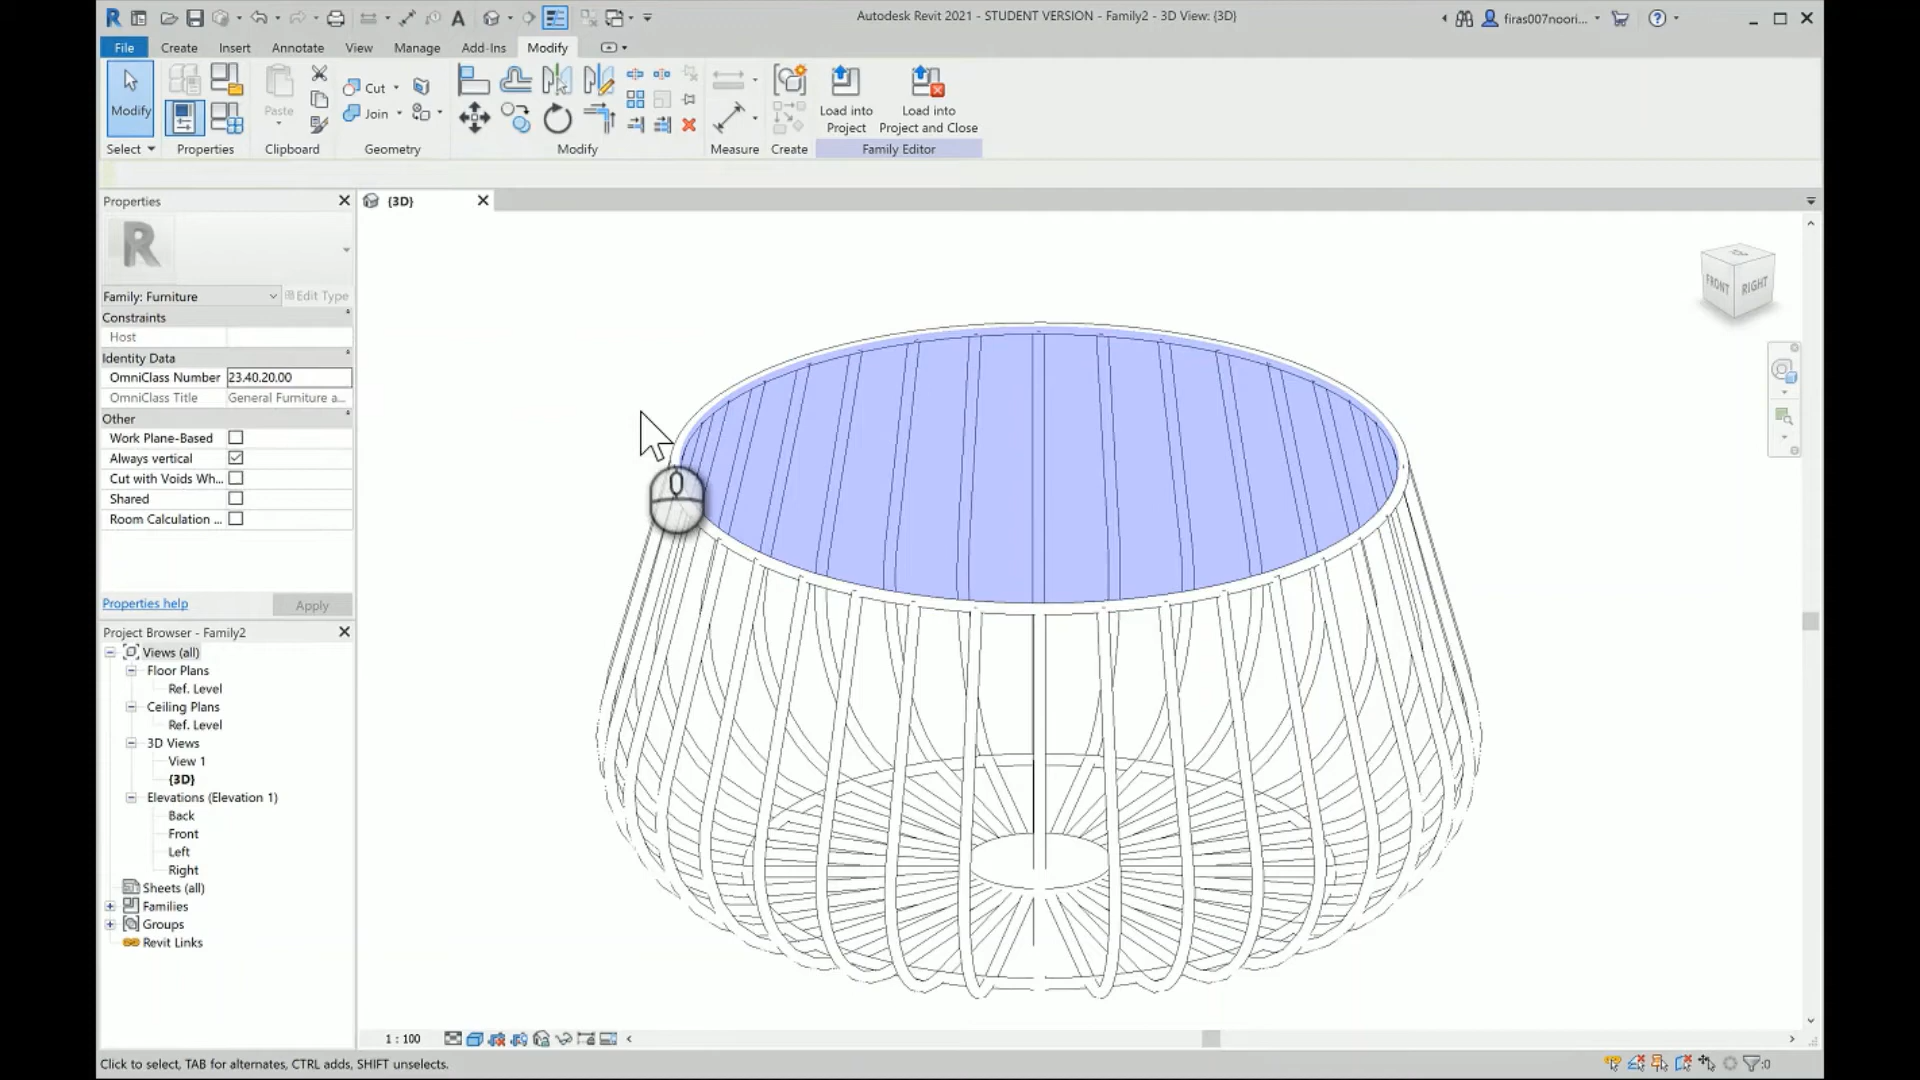 Autodesk Revit 2021 - STUDENT VERSION - Family2 - 3D View: {3D}
firas007noori...
File Create Insert Annotate View Manage Add-Ins Modify
Modify
Paste
Cut
Join
Load into Project
Load into Project and Close
Select Properties Clipboard Geometry Modify Measure Create Family Editor
Properties
{3D}
R
Family: Furniture
Edit Type
Constraints
Host
Identity Data
OmniClass Number 23.40.20.00
OmniClass Title General Furniture a...
Other
Work Plane-Based
Always vertical
Cut with Voids Wh...
Shared
Room Calculation ...
Properties help
Apply
Project Browser - Family2
Views (all)
Floor Plans
Ref. Level
Ceiling Plans
Ref. Level
3D Views
View 1
{3D}
Elevations (Elevation 1)
Back
Front
Left
Right
Sheets (all)
Families
Groups
Revit Links
TOP
FRONT
RIGHT
1 : 100
Click to select, TAB for alternates, CTRL adds, SHIFT unselects.
:0